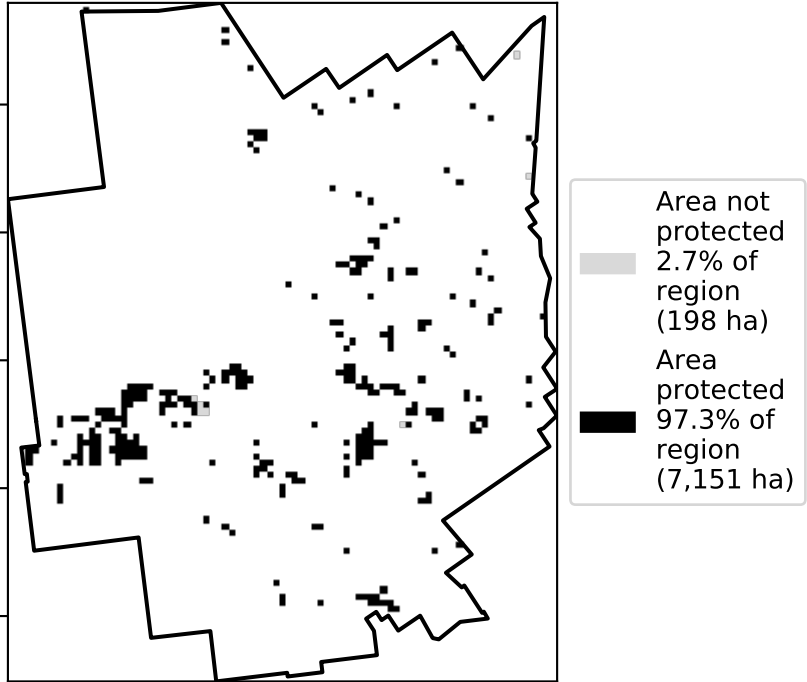 Area not
protected
2.7% of
region
(198 ha)
Area
protected
97.3% of
region
(7,151 ha)